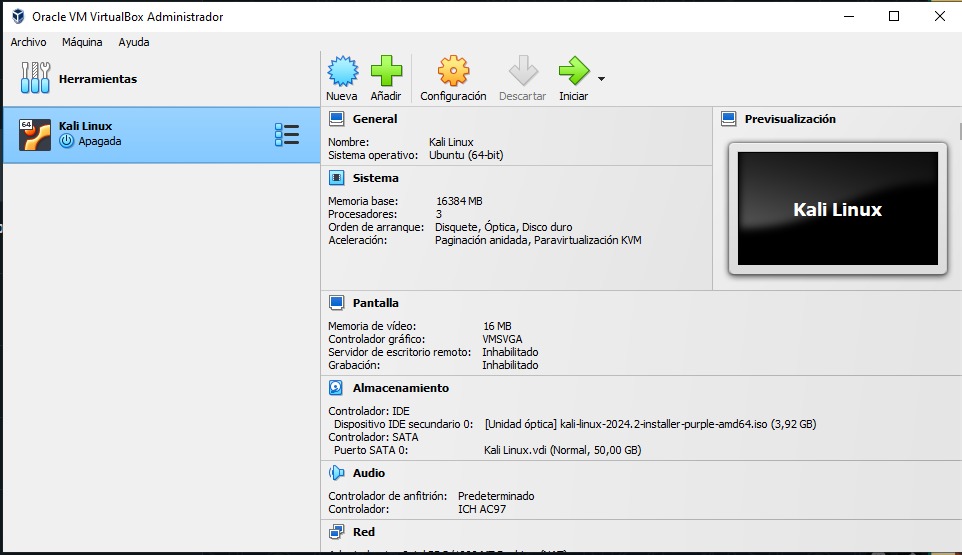 Oracle VM VirtualBox Administrador
Archivo Máquina Ayuda
Herramientas
Nueva Añadir Configuración Descartar Iniciar
64
Kali Linux
Apagada
General
Nombre: Kali Linux
Sistema operativo: Ubuntu (64-bit)
Previsualización
Kali Linux
Sistema
Memoria base: 16384 MB
Procesadores: 3
Orden de arranque: Disquete, Óptica, Disco duro
Aceleración: Paginación anidada, Paravirtualización KVM
Pantalla
Memoria de vídeo: 16 MB
Controlador gráfico: VMSVGA
Servidor de escritorio remoto: Inhabilitado
Grabación: Inhabilitado
Almacenamiento
Controlador: IDE
Dispositivo IDE secundario 0: [Unidad óptica] kali-linux-2024.2-installer-purple-amd64.iso (3,92 GB)
Controlador: SATA
Puerto SATA 0: Kali Linux.vdi (Normal, 50,00 GB)
Audio
Controlador de anfitrión: Predeterminado
Controlador: ICH AC97
Red